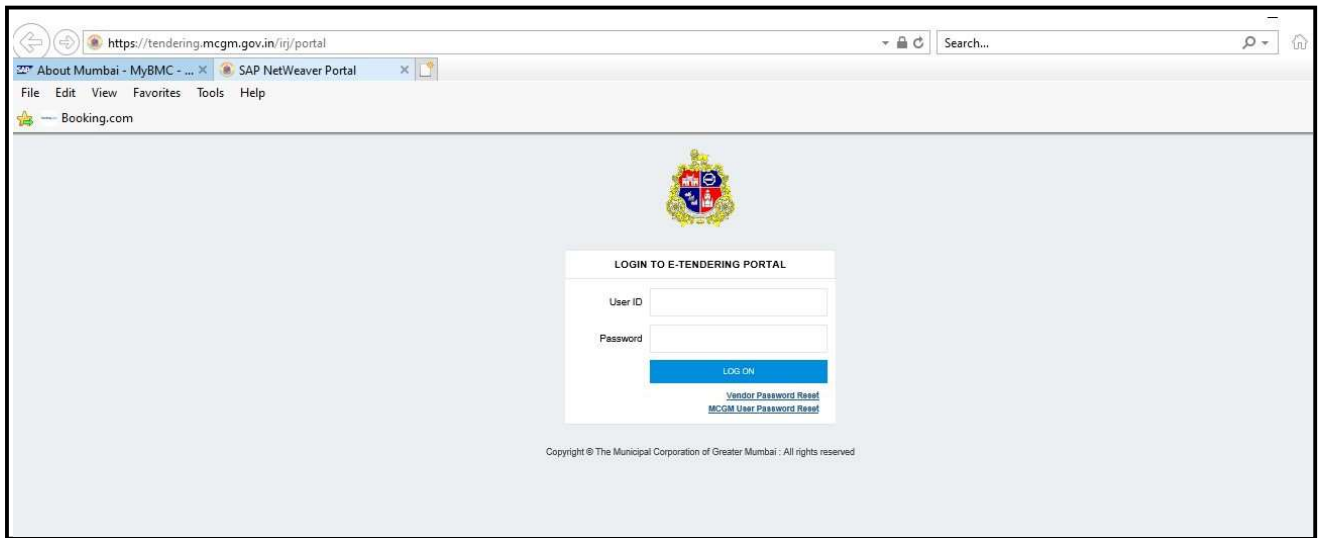 https://tendering.mcgm.gov.in/irj/portal
Search...
About Mumbai - MyBMC - ...
SAP NetWeaver Portal
File Edit View Favorites Tools Help
Booking.com
LOGIN TO E-TENDERING PORTAL
User ID
Password
LOG ON
Vendor Password Reset
MCGM User Password Reset
Copyright © The Municipal Corporation of Greater Mumbai : All rights reserved